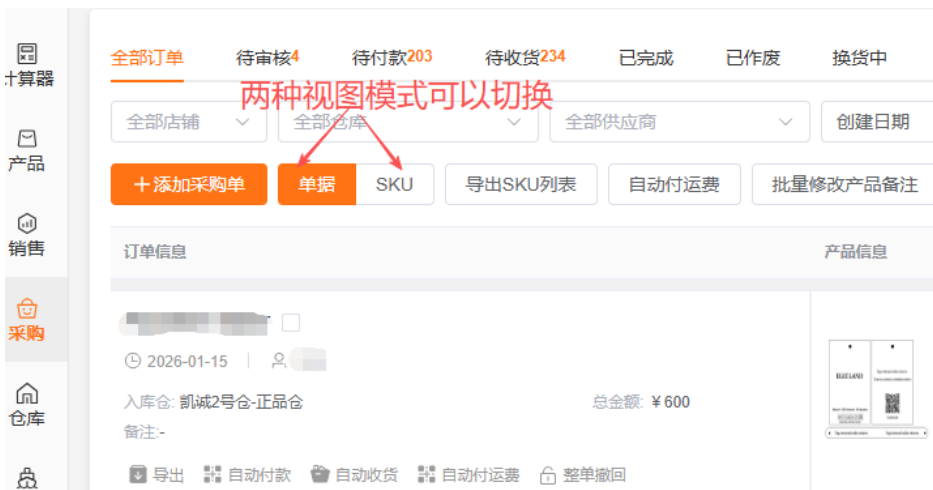 全部订单 待审核4 待付款203 待收货234 已完成 已作废 换货中
计算器
两种视图模式可以切换
全部店铺 全部仓库 全部供应商 创建日期
产品
+添加采购单 单据 SKU 导出SKU列表 自动付运费 批量修改产品备注
销售
订单信息 产品信息
采购
2026-01-15
入库仓: 凯诚2号仓-正品仓 总金额: ¥600
仓库
备注:-
导出 自动付款 自动收货 自动付运费 整单撤回